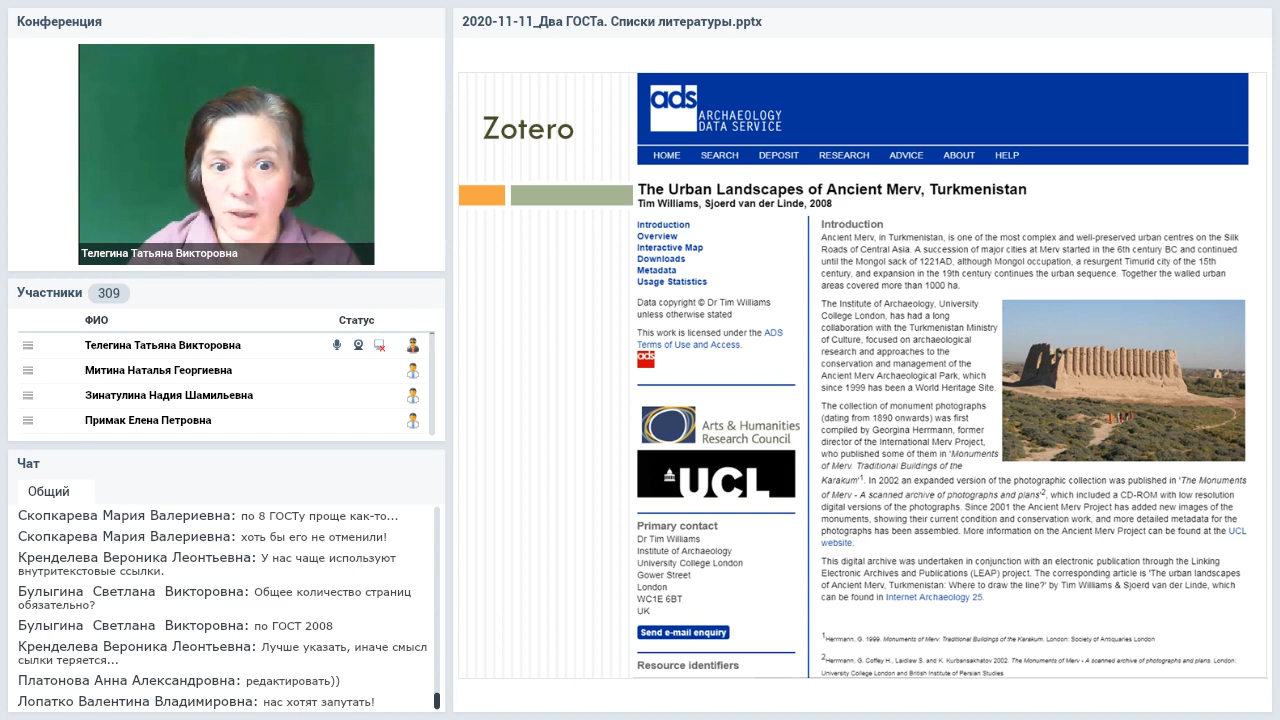 Конференция
Телегина Татьяна Викторовна
Участники 309
ФИО Статус
Телегина Татьяна Викторовна
Митина Наталья Георгиевна
Зинатулина Надия Шамильевна
Примак Елена Петровна
Чат
Общий
Скопкарева Мария Валериевна: по 8 ГОСТу проще как-то...
Скопкарева Мария Валериевна: хоть бы его не отменили!
Кренделева Вероника Леонтьевна: У нас чаще используют
внутритекстовые ссылки.
Булыгина Светлана Викторовна: Общее количество страниц
обязательно?
Булыгина Светлана Викторовна: по ГОСТ 2008
Кренделева Вероника Леонтьевна: Лучше указать, иначе смысл
сылки теряется...
Платонова Анна Александровна: редактировать))
Лопатко Валентина Владимировна: нас хотят запутать!
2020-11-11_Два ГОСТа. Списки литературы.pptx
Zotero
ads
ARCHAEOLOGY
DATA SERVICE
HOME SEARCH DEPOSIT RESEARCH ADVICE ABOUT HELP
The Urban Landscapes of Ancient Merv, Turkmenistan
Tim Williams, Sjoerd van der Linde, 2008
Introduction
Overview
Interactive Map
Downloads
Metadata
Usage Statistics
Data copyright © Dr Tim Williams
unless otherwise stated
This work is licensed under the ADS
Terms of Use and Access.
ads
Arts & Humanities
Research Council
UCL
Primary contact
Dr Tim Williams
Institute of Archaeology
University College London
Gower Street
London
WC1E 6BT
UK
Send e-mail enquiry
Resource identifiers
Introduction
Ancient Merv, in Turkmenistan, is one of the most complex and well-preserved urban centres on the Silk
Roads of Central Asia. A succession of major cities at Merv started in the 6th century BC and continued
until the Mongol sack of 1221AD, although Mongol occupation, a resurgent Timurid city of the 15th
century, and expansion in the 19th century continues the urban sequence. Together the walled urban
areas covered more than 1000 ha.
The Institute of Archaeology, University
College London, has had a long
collaboration with the Turkmenistan Ministry
of Culture, focused on archaeological
research and approaches to the
conservation and management of the
Ancient Merv Archaeological Park, which
since 1999 has been a World Heritage Site.
The collection of monument photographs
(dating from 1890 onwards) was first
compiled by Georgina Herrmann, former
director of the International Merv Project,
who published some of them in 'Monuments
of Merv. Traditional Buildings of the
Karakum'1. In 2002 an expanded version of the photographic collection was published in 'The Monuments
of Merv - A scanned archive of photographs and plans'2, which included a CD-ROM with low resolution
digital versions of the photographs. Since 2001 the Ancient Merv Project has added new images of the
monuments, showing their current condition and conservation work, and more detailed metadata for the
photographs has been assembled. More information on the Ancient Merv Project can be found at the UCL
website.
This digital archive was undertaken in conjunction with an electronic publication through the Linking
Electronic Archives and Publications (LEAP) project. The corresponding article is 'The urban landscapes
of Ancient Merv, Turkmenistan: Where to draw the line?' by Tim Williams & Sjoerd van der Linde, which
can be found in Internet Archaeology 25.
1Herrmann, G. 1999. Monuments of Merv. Traditional Buildings of the Karakum. London: Society of Antiquaries London
2Herrmann, G. Coffey H., Laidlaw S. and K. Kurbansakhatov 2002. The Monuments of Merv - A scanned archive of photographs and plans. London:
University College London and British Institute of Persian Studies